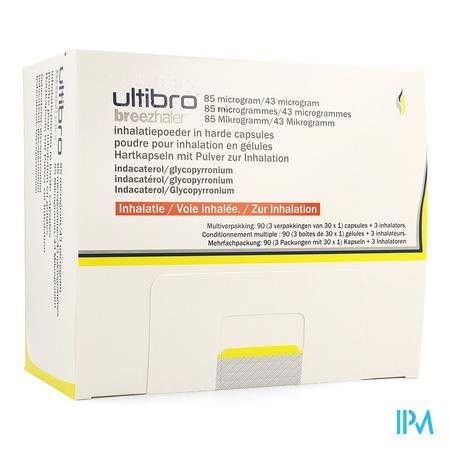 ultibro 85 microgram/43 microgram
breezhaler 85 microgrammes/43 microgrammes
85 Mikrogramm/43 Mikrogramm
inhalatiepoeder in harde capsules
poudre pour inhalation en gélules
Hartkapseln mit Pulver zur Inhalation
indacaterol/glycopyrronium
indacatérol/glycopyrronium
Indacaterol/Glycopyrronium
Inhalatie / Voie inhalée. / Zur Inhalation
Multiverpakking: 90 (3 verpakkingen van 30 x 1) capsules + 3 inhalators.
Conditionnement multiple : 90 (3 boîtes de 30 x 1) gélules + 3 inhalateurs.
Mehrfachpackung: 90 (3 Packungen mit 30 x 1) Kapseln + 3 Inhalatoren
ultibro
breezhaler
IPM